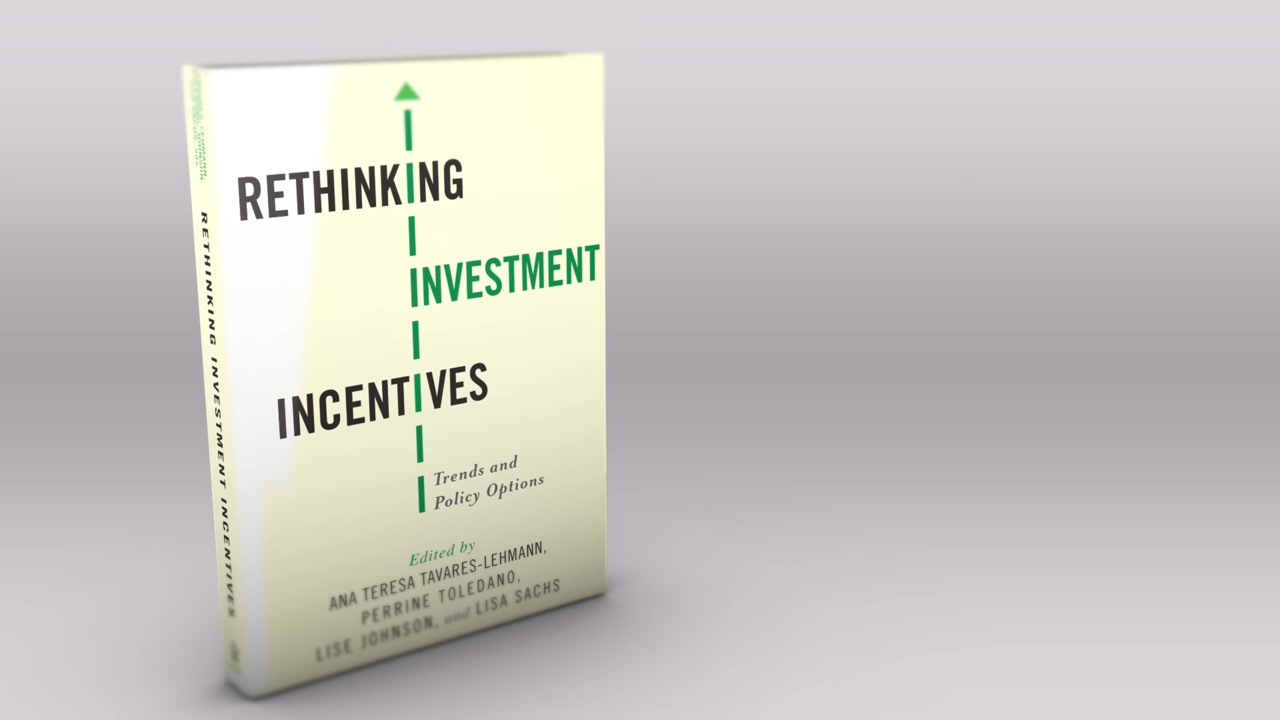 RETHINKING
INVESTMENT
INCENTIVES
Trends and
Policy Options
Edited by
ANA TERESA TAVARES-LEHMANN,
PERRINE TOLEDANO,
LISE JOHNSON, and LISA SACHS
RETHINKING INVESTMENT INCENTIVES